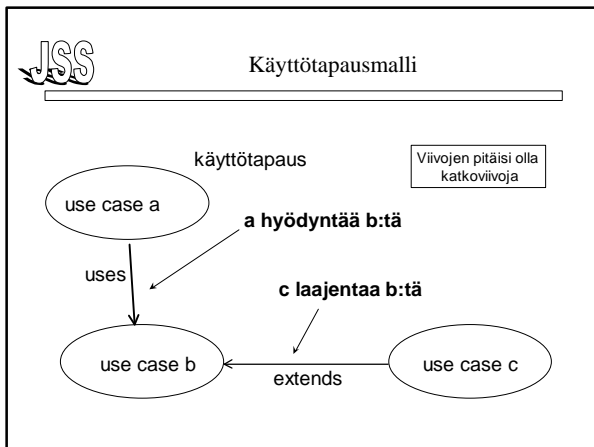 JSS
Käyttötapausmalli
käyttötapaus
Viivojen pitäisi olla
katkoviivoja
use case a
a hyödyntää b:tä
uses
c laajentaa b:tä
use case b
extends
use case c